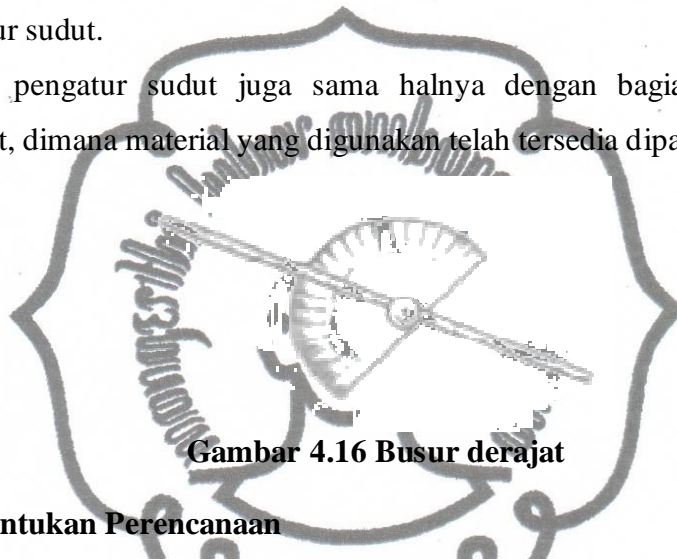 ur sudut.
pengatur sudut juga sama halnya dengan bagia
t, dimana material yang digunakan telah tersedia dipa
Gambar 4.16 Busur derajat
ntukan Perencanaan